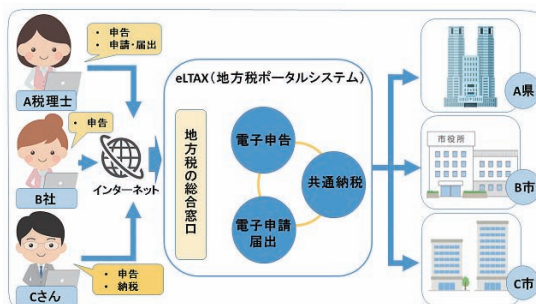 ・申告
・申請・届出
A税理士
・申告
B社
インターネット
・申告
・納税
Cさん
eLTAX(地方税ポータルシステム)
地方税の総合窓口
電子申告
共通納税
電子申請
届出
A県
市役所
B市
C市